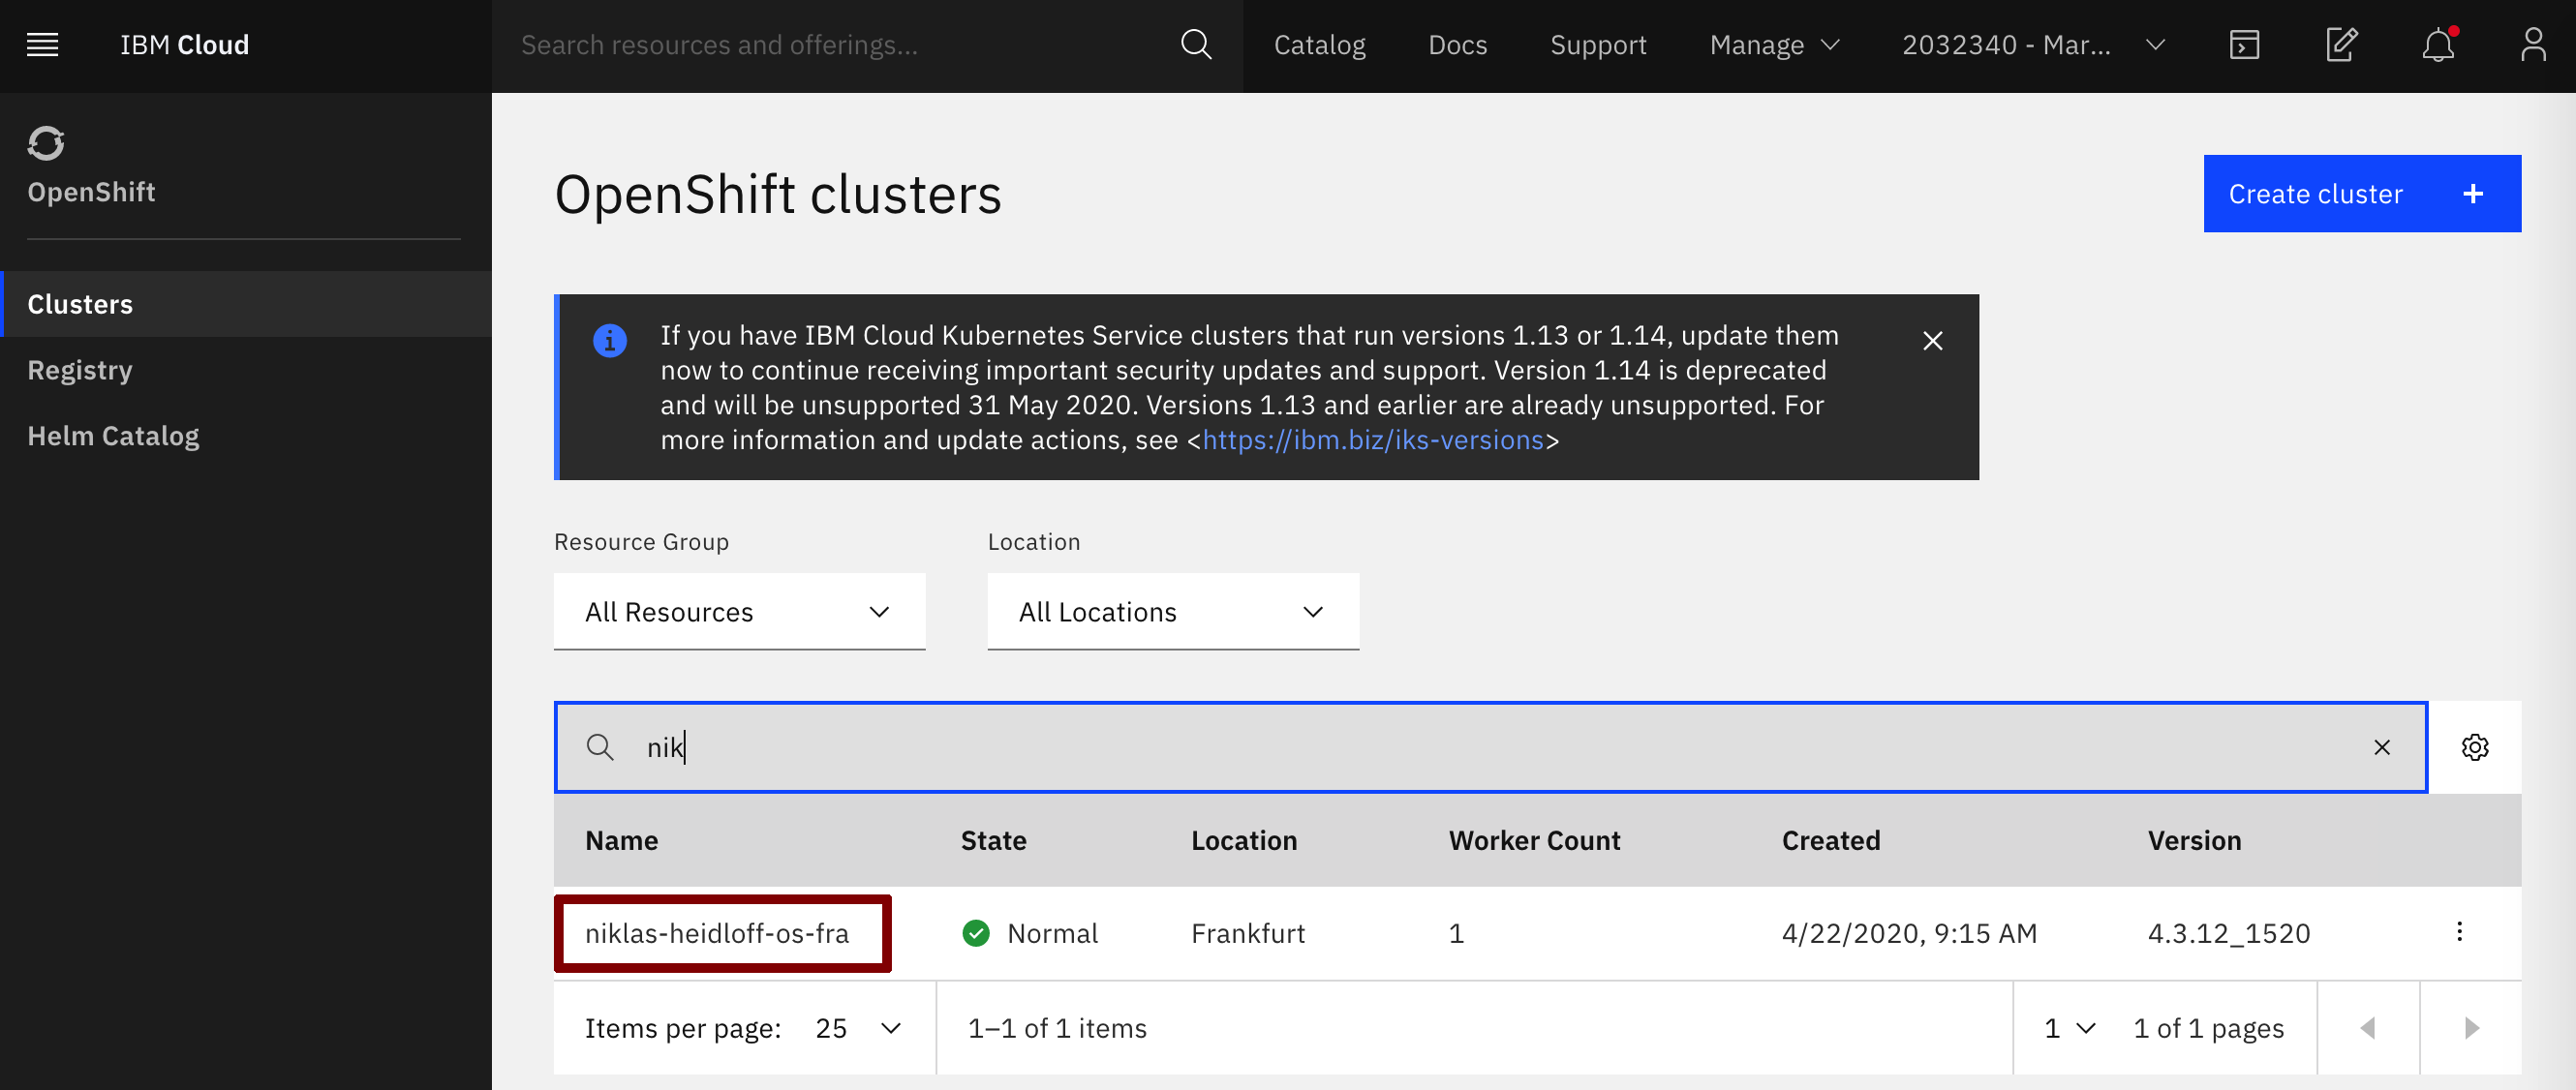 IBM Cloud
Search resources and offerings...
Catalog
Docs
Support
Manage
2032340 - Mar...
OpenShift
Clusters
Registry
Helm Catalog
OpenShift clusters
Create cluster +
If you have IBM Cloud Kubernetes Service clusters that run versions 1.13 or 1.14, update them
now to continue receiving important security updates and support. Version 1.14 is deprecated
and will be unsupported 31 May 2020. Versions 1.13 and earlier are already unsupported. For
more information and update actions, see <https://ibm.biz/iks-versions>
Resource Group
Location
All Resources
All Locations
nik
Name State Location Worker Count Created Version
niklas-heidloff-os-fra Normal Frankfurt 1 4/22/2020, 9:15 AM 4.3.12_1520
Items per page: 25 1–1 of 1 items 1 1 of 1 pages